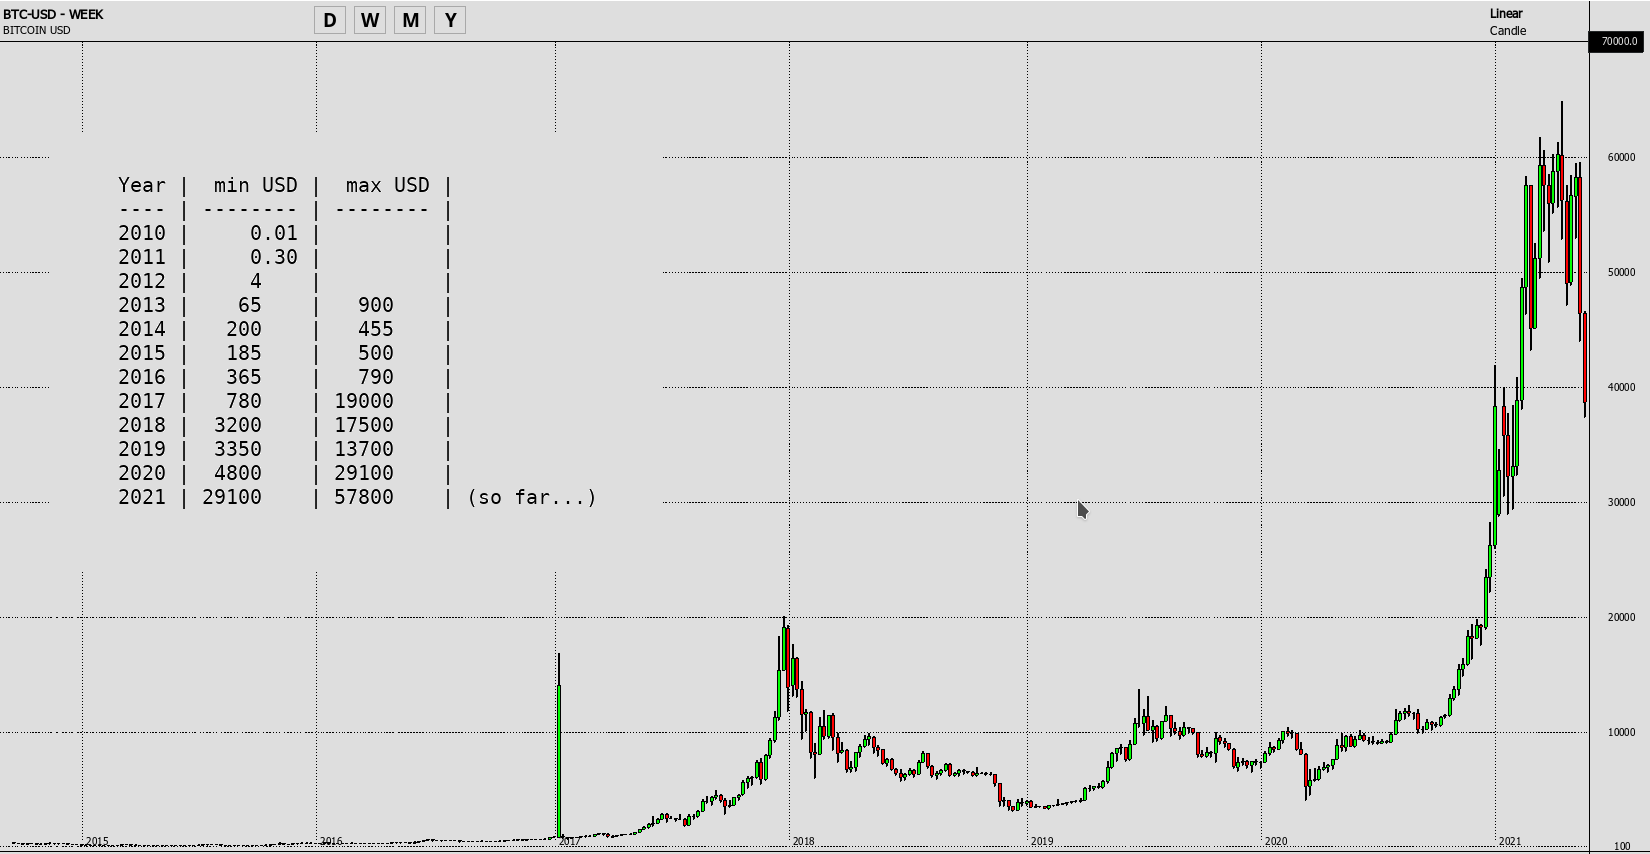 BTC-USD - WEEK
BITCOIN USD
D W M Y
Linear
Candle
70000.0
60000
50000
40000
30000
20000
10000
100
Year | min USD | max USD |
---- | -------- | -------- |
2010 | 0.01 | |
2011 | 0.30 | |
2012 | 4 | |
2013 | 65 | 900 |
2014 | 200 | 455 |
2015 | 185 | 500 |
2016 | 365 | 790 |
2017 | 780 | 19000 |
2018 | 3200 | 17500 |
2019 | 3350 | 13700 |
2020 | 4800 | 29100 |
2021 | 29100 | 57800 | (so far...)
2015 2016 2017 2018 2019 2020 2021